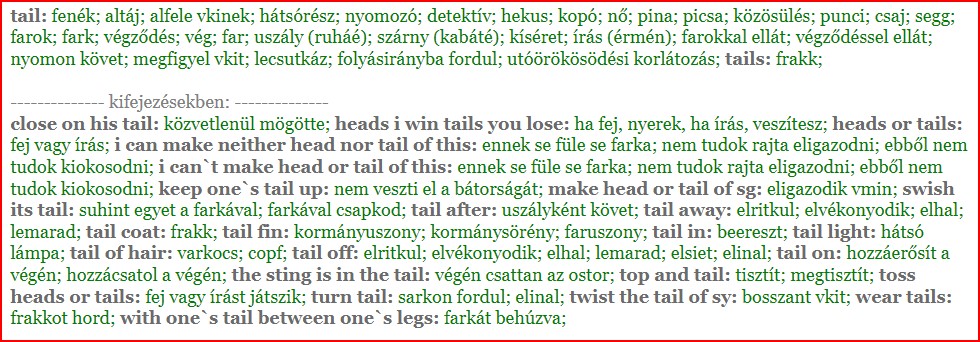 tail: fenék; altáj; alfele vkinek; hátsórész; nyomozó; detektív; hekus; kopó; nő; pina; picsa; közösülés; punci; csaj; segg;
farok; fark; végződés; vég; far; uszály (ruháé); szárny (kabáté); kíséret; írás (érmén); farokkal ellát; végződéssel ellát;
nyomon követ; megfigyel vkit; lecsutkáz; folyásirányba fordul; utóörökösödési korlátozás; tails: frakk;
-------------- kifejezésekben: --------------
close on his tail: közvetlenül mögötte; heads i win tails you lose: ha fej, nyerek, ha írás, veszítesz; heads or tails:
fej vagy írás; i can make neither head nor tail of this: ennek se füle se farka; nem tudok rajta eligazodni; ebből nem
tudok kiokosodni; i can`t make head or tail of this: ennek se füle se farka; nem tudok rajta eligazodni; ebből nem
tudok kiokosodni; keep one`s tail up: nem veszti el a bátorságát; make head or tail of sg: eligazodik vmin; swish
its tail: suhint egyet a farkával; farkával csapkod; tail after: uszályként követ; tail away: elritkul; elvékonyodik; elhal;
lemarad; tail coat: frakk; tail fin: kormányuszony; kormánysörény; faruszony; tail in: beereszt; tail light: hátsó
lámpa; tail of hair: varkocs; copf; tail off: elritkul; elvékonyodik; elhal; lemarad; elsiet; elinal; tail on: hozzáerősít a
végén; hozzácsatol a végén; the sting is in the tail: végén csattan az ostor; top and tail: tisztít; megtisztít; toss
heads or tails: fej vagy írást játszik; turn tail: sarkon fordul; elinal; twist the tail of sy: bosszant vkit; wear tails:
frakkot hord; with one`s tail between one`s legs: farkát behúzva;